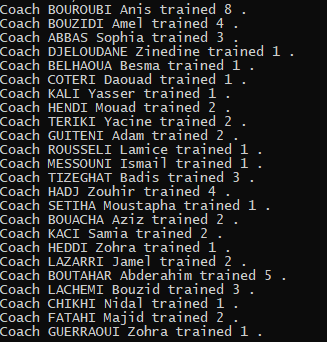 Coach BOUROUBI Anis trained 8 .
Coach BOUZIDI Amel trained 4 .
Coach ABBAS Sophia trained 3 .
Coach DJELOUDANE Zinedine trained 1 .
Coach BELHAOUA Besma trained 1 .
Coach COTERI Daouad trained 1 .
Coach KALI Yasser trained 1 .
Coach HENDI Mouad trained 2 .
Coach TERIKI Yacine trained 2 .
Coach GUITENI Adam trained 2 .
Coach ROUSSELI Lamice trained 1 .
Coach MESSOUNI Ismail trained 1 .
Coach TIZEGHAT Badis trained 3 .
Coach HADJ Zouhir trained 4 .
Coach SETIHA Moustapha trained 1 .
Coach BOUACHA Aziz trained 2 .
Coach KACI Samia trained 2 .
Coach HEDDI Zohra trained 1 .
Coach LAZARRI Jamel trained 2 .
Coach BOUTAHAR Abderahim trained 5 .
Coach LACHEMI Bouzid trained 3 .
Coach CHIKHI Nidal trained 1 .
Coach FATAHI Majid trained 2 .
Coach GUERRAOUI Zohra trained 1 .